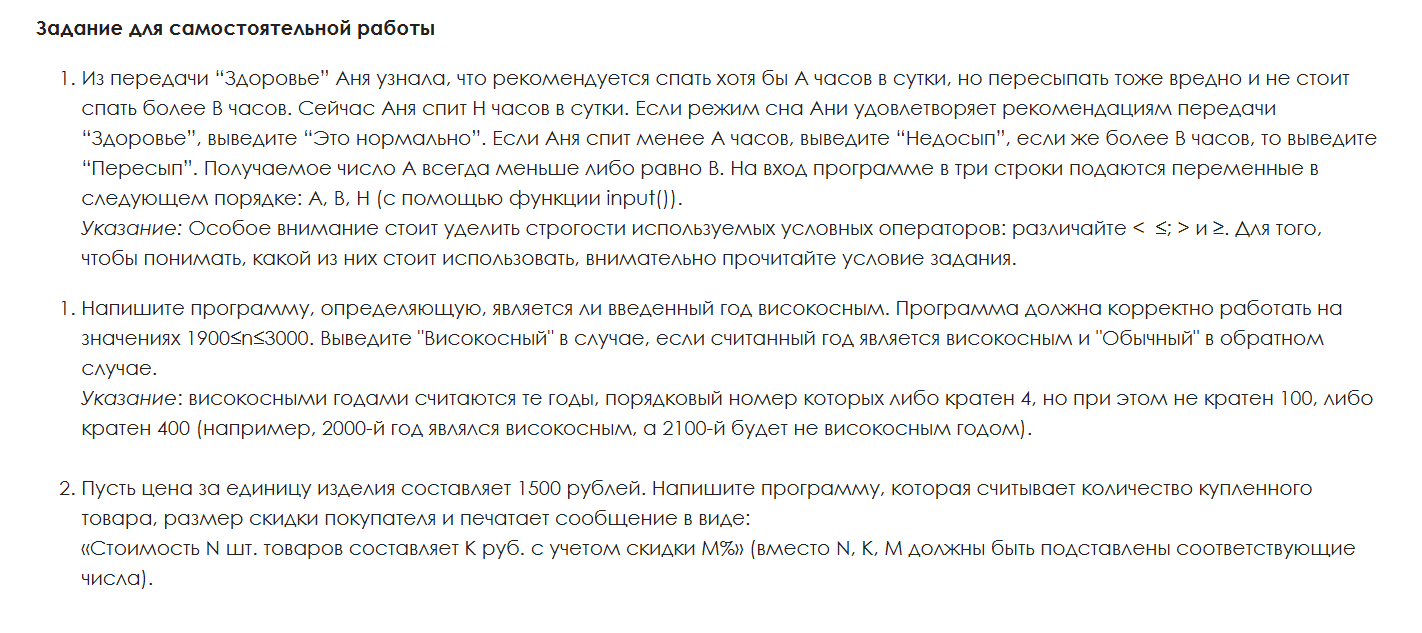 Задание для самостоятельной работы
1. Из передачи “Здоровье” Аня узнала, что рекомендуется спать хотя бы A часов в сутки, но пересыпать тоже вредно и не стоит
спать более B часов. Сейчас Аня спит H часов в сутки. Если режим сна Ани удовлетворяет рекомендациям передачи
“Здоровье”, выведите “Это нормально”. Если Аня спит менее A часов, выведите “Недосып”, если же более B часов, то выведите
“Пересып”. Получаемое число A всегда меньше либо равно B. На вход программе в три строки подаются переменные в
следующем порядке: A, B, H (с помощью функции input()).
Указание: Особое внимание стоит уделить строгости используемых условных операторов: различайте < ≤; > и ≥. Для того,
чтобы понимать, какой из них стоит использовать, внимательно прочитайте условие задания.
1. Напишите программу, определяющую, является ли введенный год високосным. Программа должна корректно работать на
значениях 1900≤n≤3000. Выведите "Високосный" в случае, если считанный год является високосным и "Обычный" в обратном
случае.
Указание: високосными годами считаются те годы, порядковый номер которых либо кратен 4, но при этом не кратен 100, либо
кратен 400 (например, 2000-й год являлся високосным, а 2100-й будет не високосным годом).
2. Пусть цена за единицу изделия составляет 1500 рублей. Напишите программу, которая считывает количество купленного
товара, размер скидки покупателя и печатает сообщение в виде:
«Стоимость N шт. товаров составляет K руб. с учетом скидки M%» (вместо N, K, M должны быть подставлены соответствующие
числа).